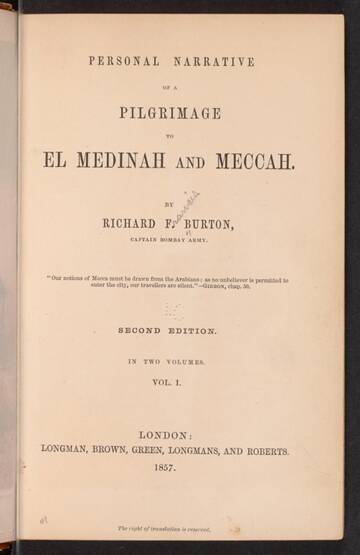 PERSONAL NARRATIVE
OF A
PILGRIMAGE
TO
EL MEDINAH AND MECCAH.
BY
RICHARD F. BURTON,
rancis
CAPTAIN BOMBAY ARMY.
"Our notions of Mecca must be drawn from the Arabians; as no unbeliever is permitted to
enter the city, our travellers are silent."—GIBBON, chap. 50.
SECOND EDITION.
IN TWO VOLUMES.
VOL. I.
LONDON:
LONGMAN, BROWN, GREEN, LONGMANS, AND ROBERTS.
1857.
The right of translation is reserved.